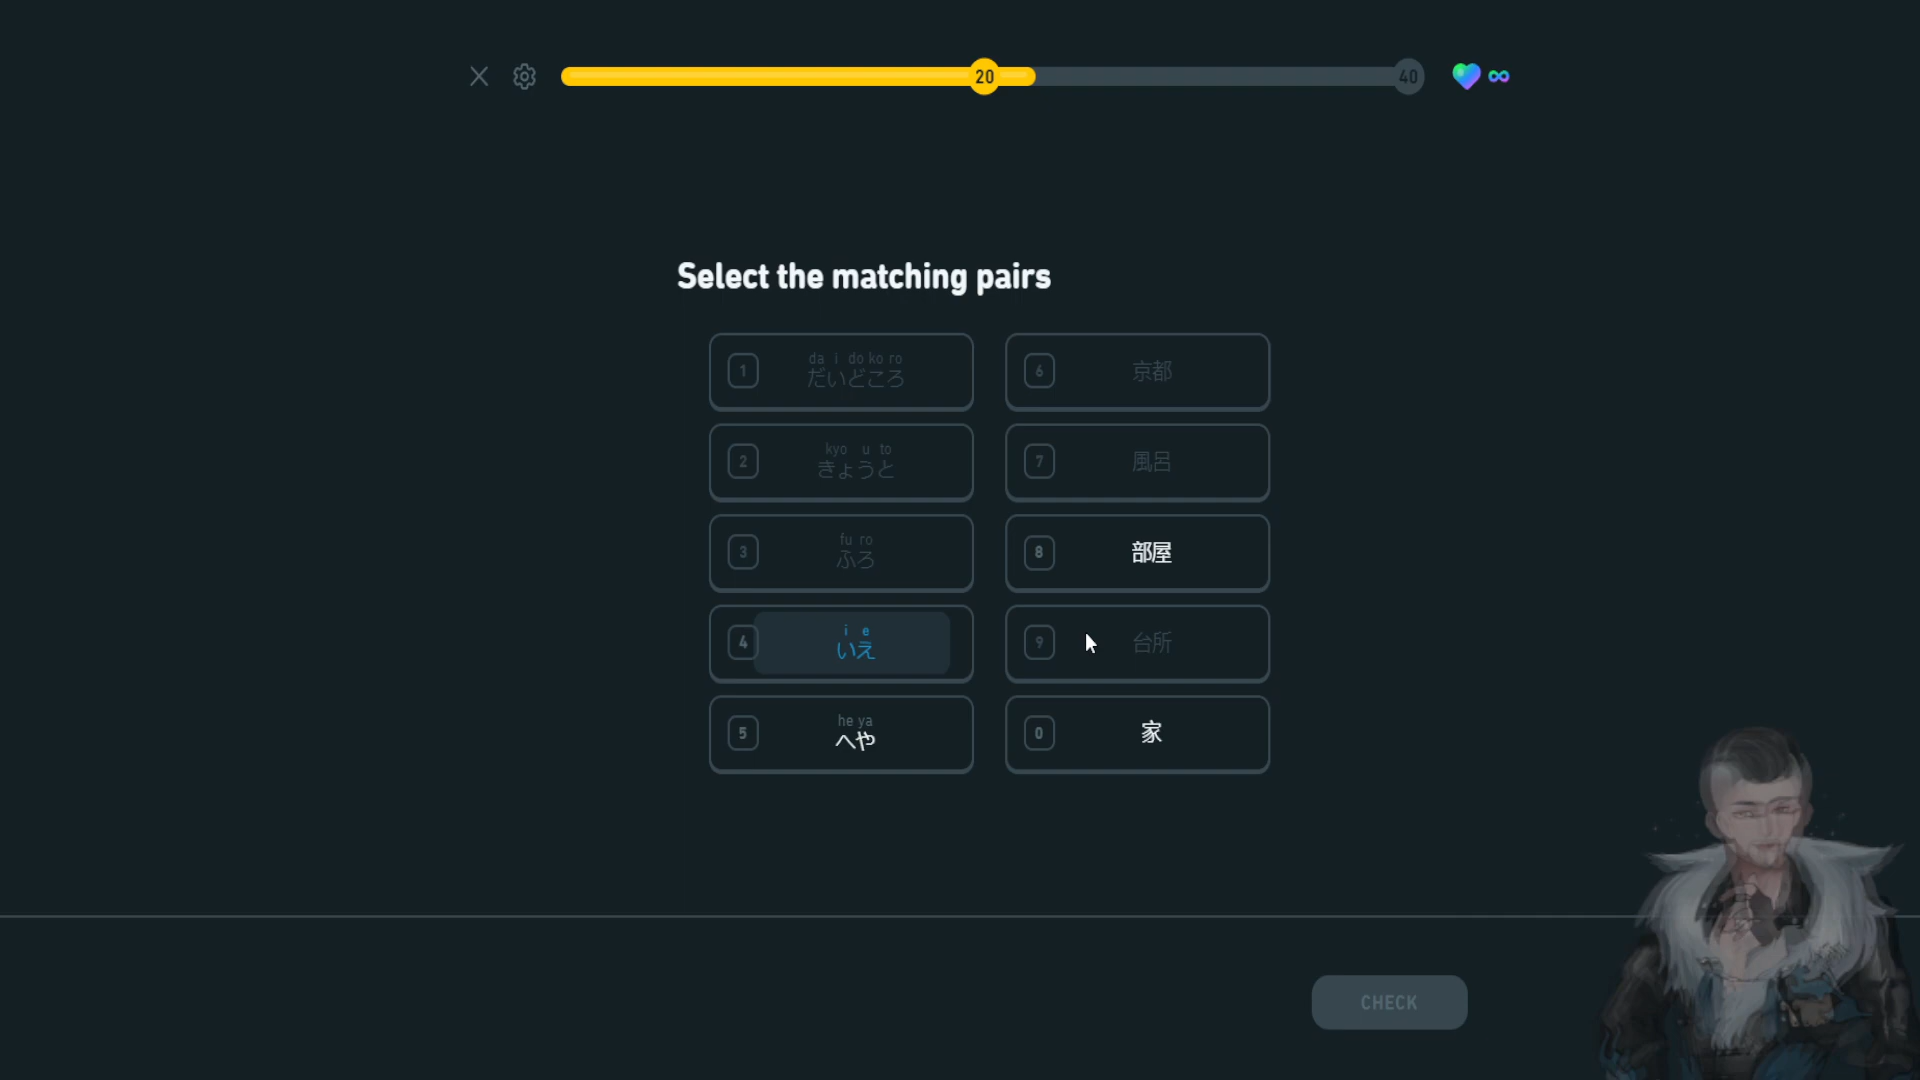 20
40
Select the matching pairs
1
da i do ko ro
だいどころ
6
京都
2
kyo u to
きょうと
7
風呂
3
fu ro
ふろ
8
部屋
4
i e
いえ
9
台所
5
he ya
へや
0
家
CHECK